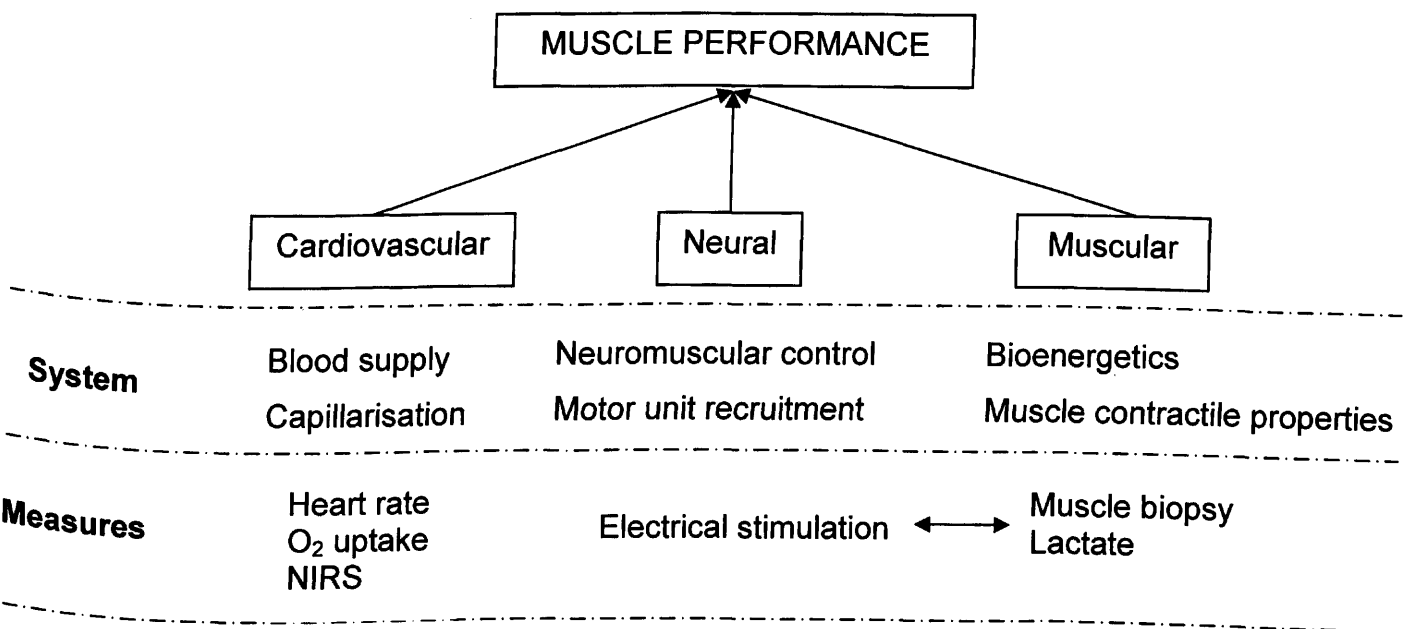 MUSCLE PERFORMANCE
Cardiovascular
Neural
Muscular
System
Blood supply
Neuromuscular control
Bioenergetics
Capillarisation
Motor unit recruitment
Muscle contractile properties
Measures
Heart rate
O₂ uptake
NIRS
Electrical stimulation
Muscle biopsy
Lactate